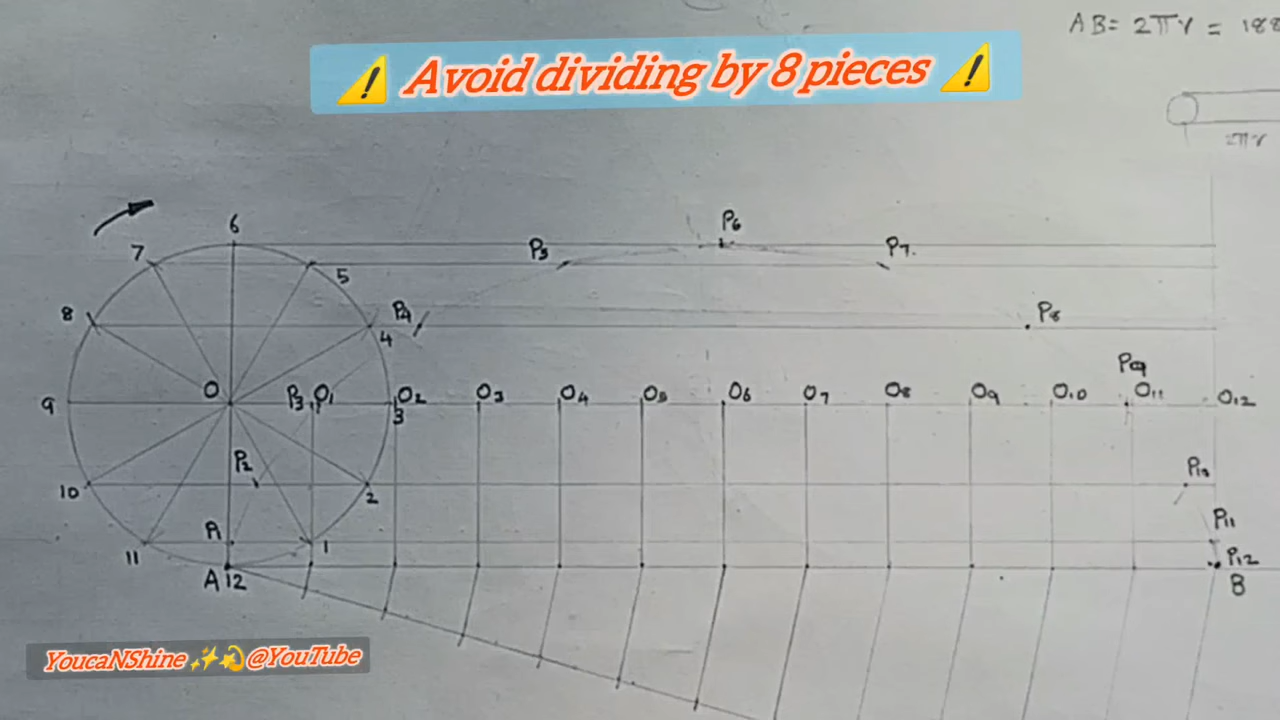 AB = 2πr = 188
⚠️ Avoid dividing by 8 pieces ⚠️
2πr
6
7
5
8
4
9
3
10
2
11
1
A 12
O
O1
O2
O3
O4
O5
O6
O7
O8
O9
O10
O11
O12
P1
P2
P3
P4
P5
P6
P7
P8
P9
P10
P11
P12
B
YoucaNShine ✨💫@YouTube